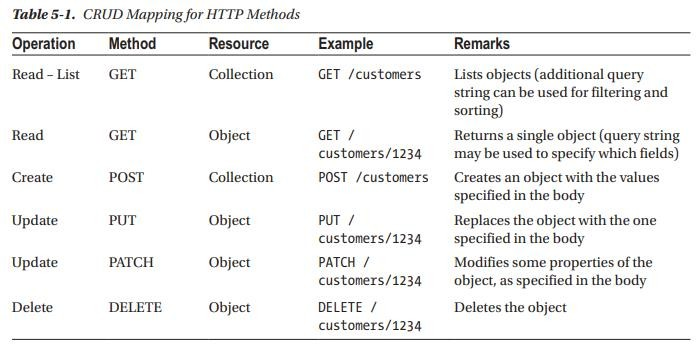 Table 5-1. CRUD Mapping for HTTP Methods
Operation Method Resource Example Remarks
Read – List GET Collection GET /customers Lists objects (additional query
string can be used for filtering and
sorting)
Read GET Object GET / Returns a single object (query string
customers/1234 may be used to specify which fields)
Create POST Collection POST /customers Creates an object with the values
specified in the body
Update PUT Object PUT / Replaces the object with the one
customers/1234 specified in the body
Update PATCH Object PATCH / Modifies some properties of the
customers/1234 object, as specified in the body
Delete DELETE Object DELETE / Deletes the object
customers/1234